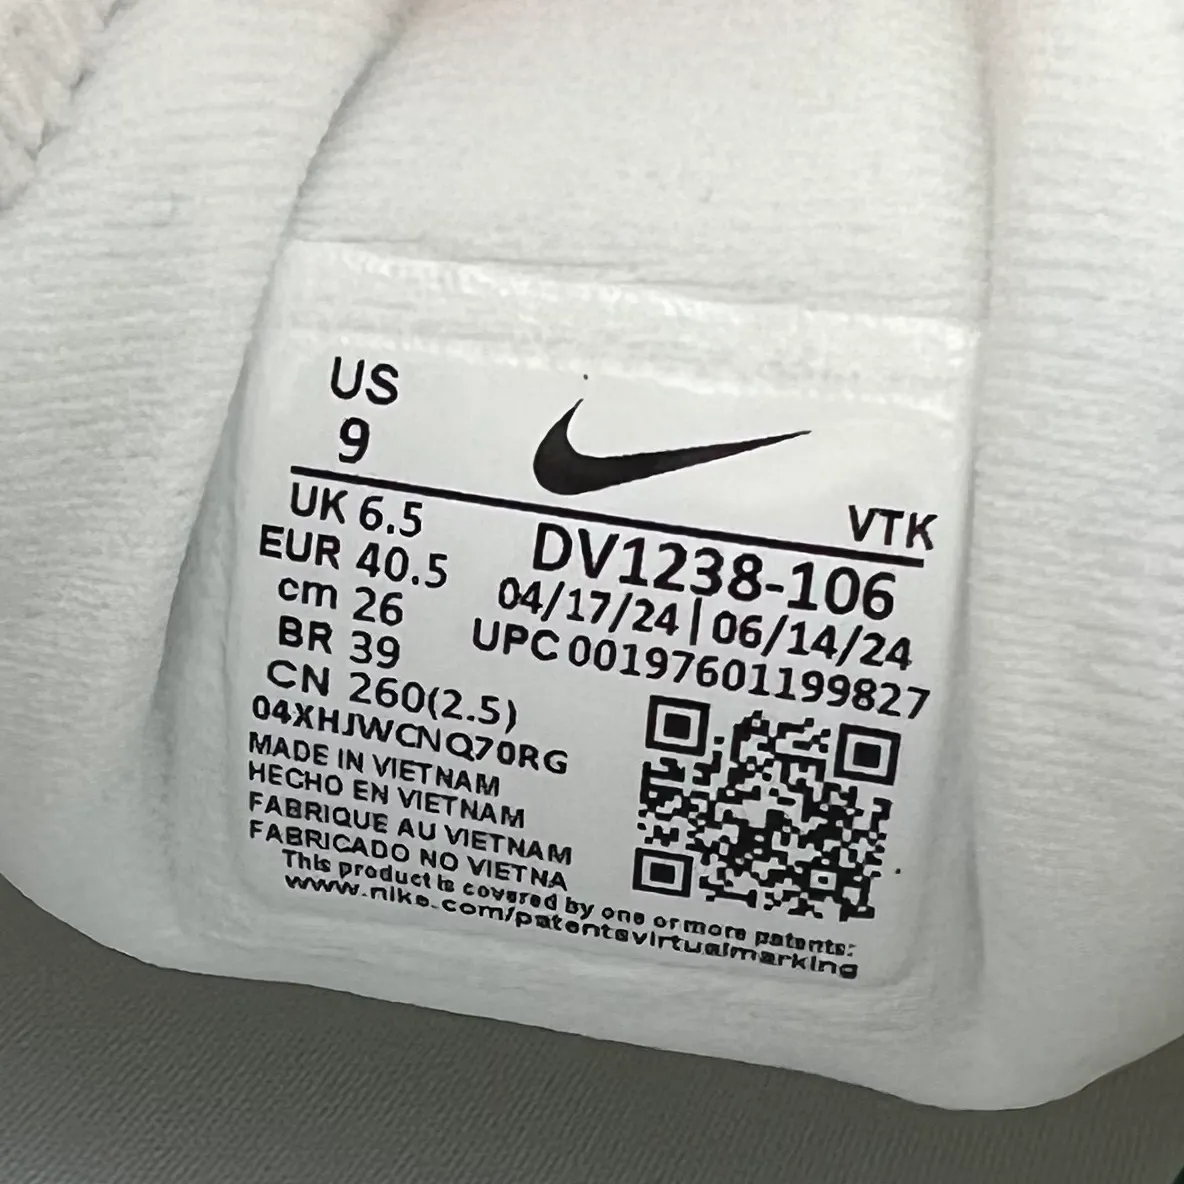 US
9
VTK
UK 6.5
EUR 40.5
cm 26
BR 39
CN 260(2.5)
DV1238-106
04/17/24|06/14/24
UPC 00197601199827
04XHJWCNQ70RG
MADE IN VIETNAM
HECHO EN VIETNAM
FABRIQUE AU VIETNAM
FABRICADO NO VIETNA
This product is covered by one or more patents:
www.nike.com/patentsvirtualmarking